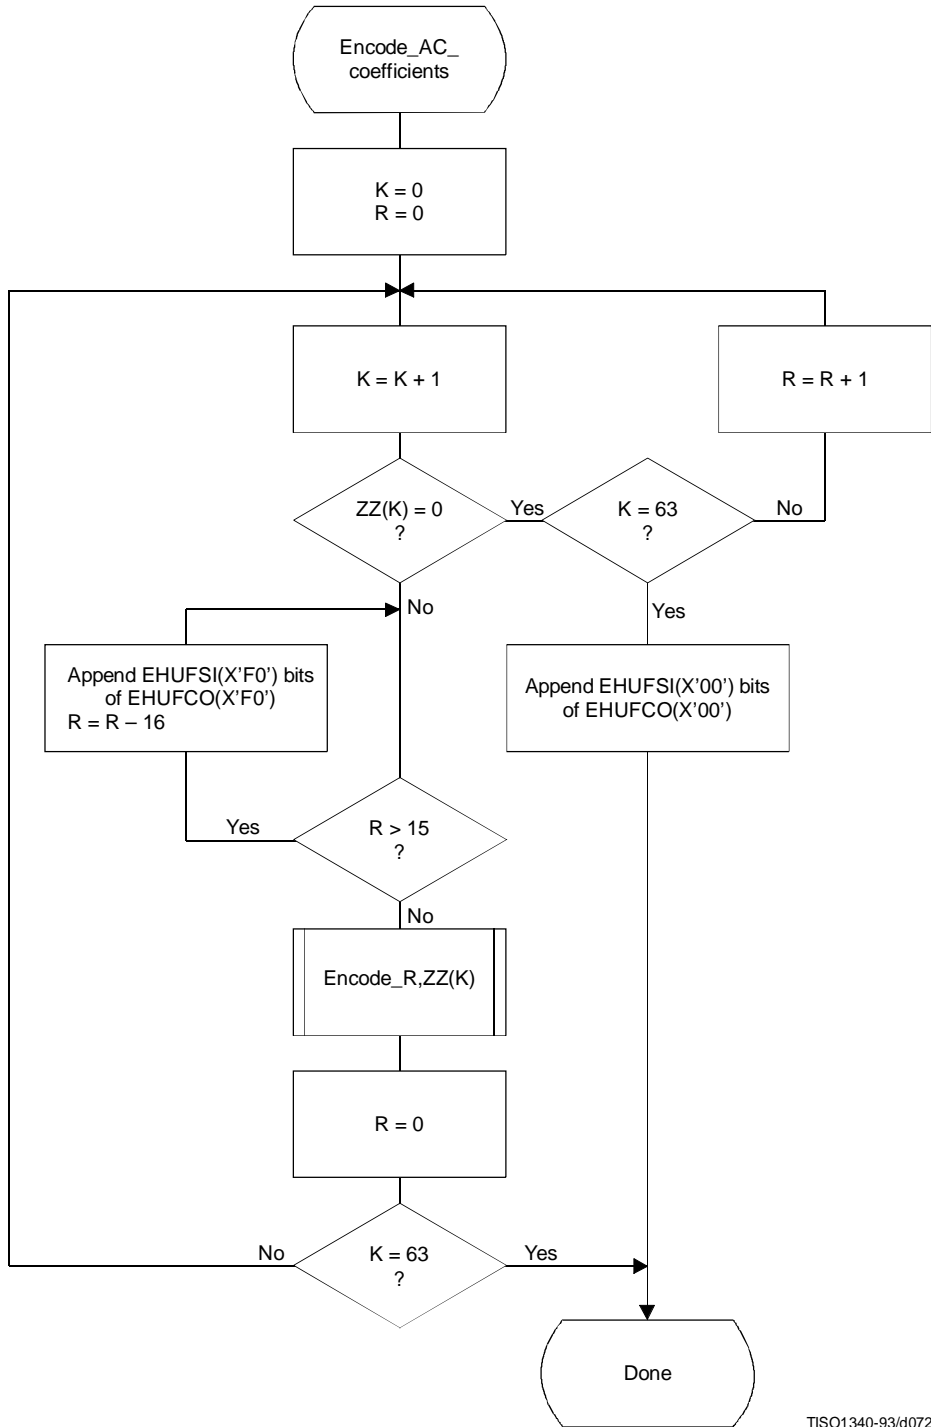 Encode_AC_
coefficients
K = 0
R = 0
K = K + 1
R = R + 1
ZZ(K) = 0
?
Yes
K = 63
?
No
No
Yes
Append EHUFSI(X'F0') bits
of EHUFCO(X'F0')
R = R – 16
Append EHUFSI(X'00') bits
of EHUFCO(X'00')
Yes
R > 15
?
No
Encode_R,ZZ(K)
R = 0
No
K = 63
?
Yes
Done
TISO1340-93/d072